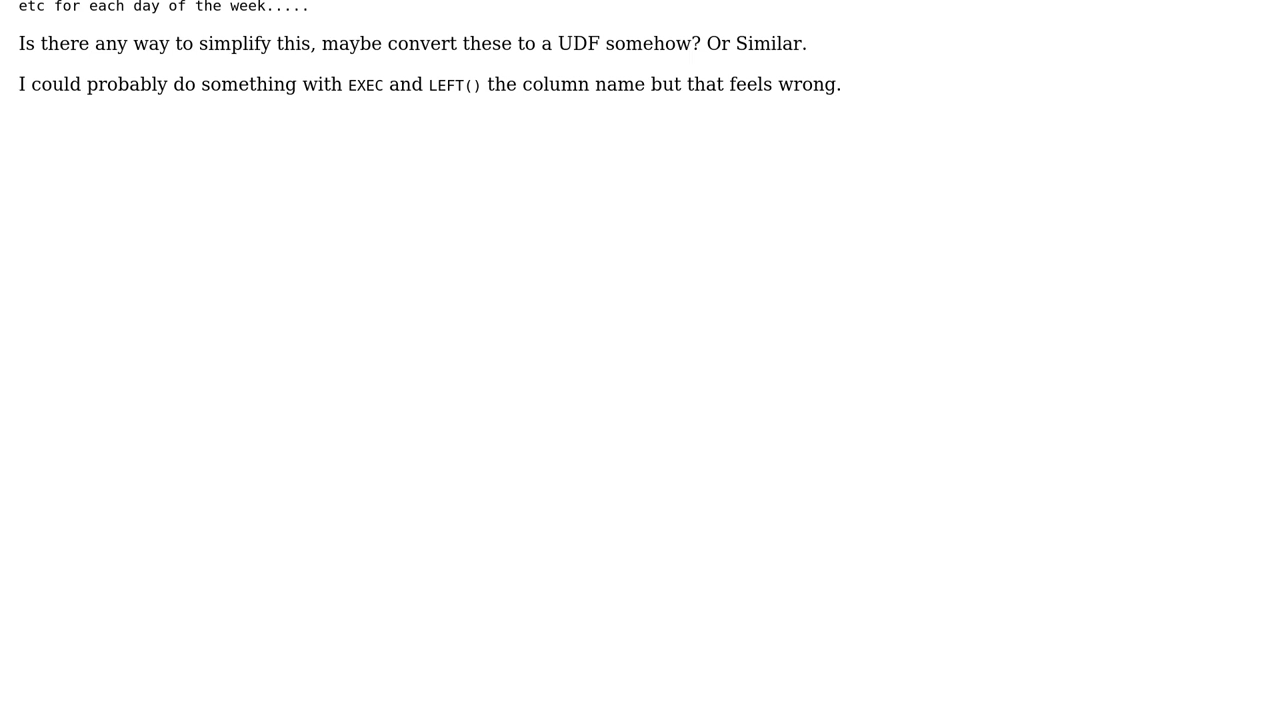 etc for each day of the week.....
Is there any way to simplify this, maybe convert these to a UDF somehow? Or Similar.
I could probably do something with EXEC and LEFT() the column name but that feels wrong.